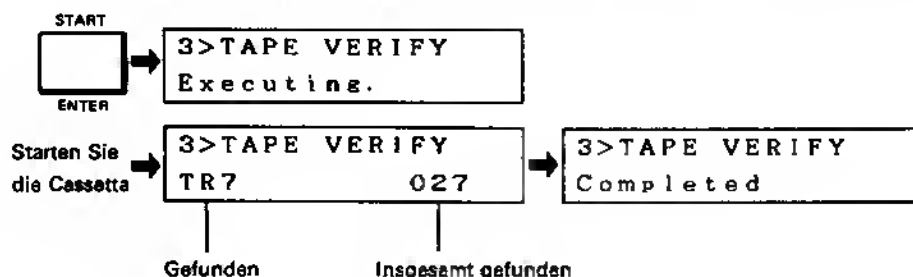 START
3>TAPE VERIFY
Executing.
ENTER
Starten Sie
die Cassetta
3>TAPE VERIFY
TR7 027
3>TAPE VERIFY
Completed
Gefunden
Insgesamt gefunden